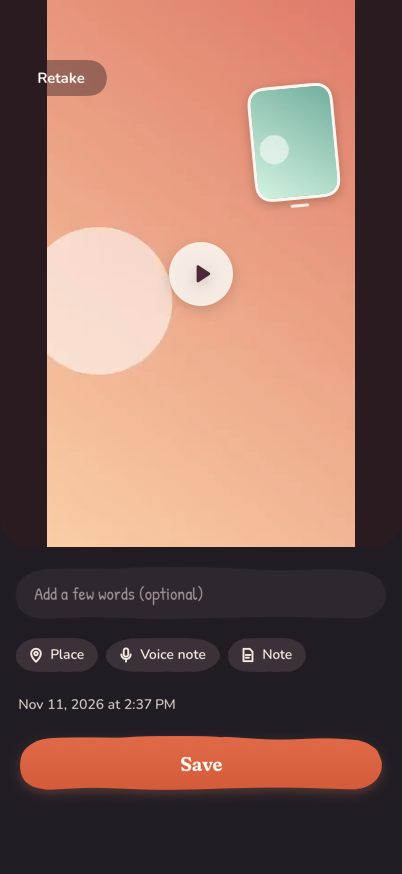 Retake
Add a few words (optional)
Place
Voice note
Note
Nov 11, 2026 at 2:37 PM
Save